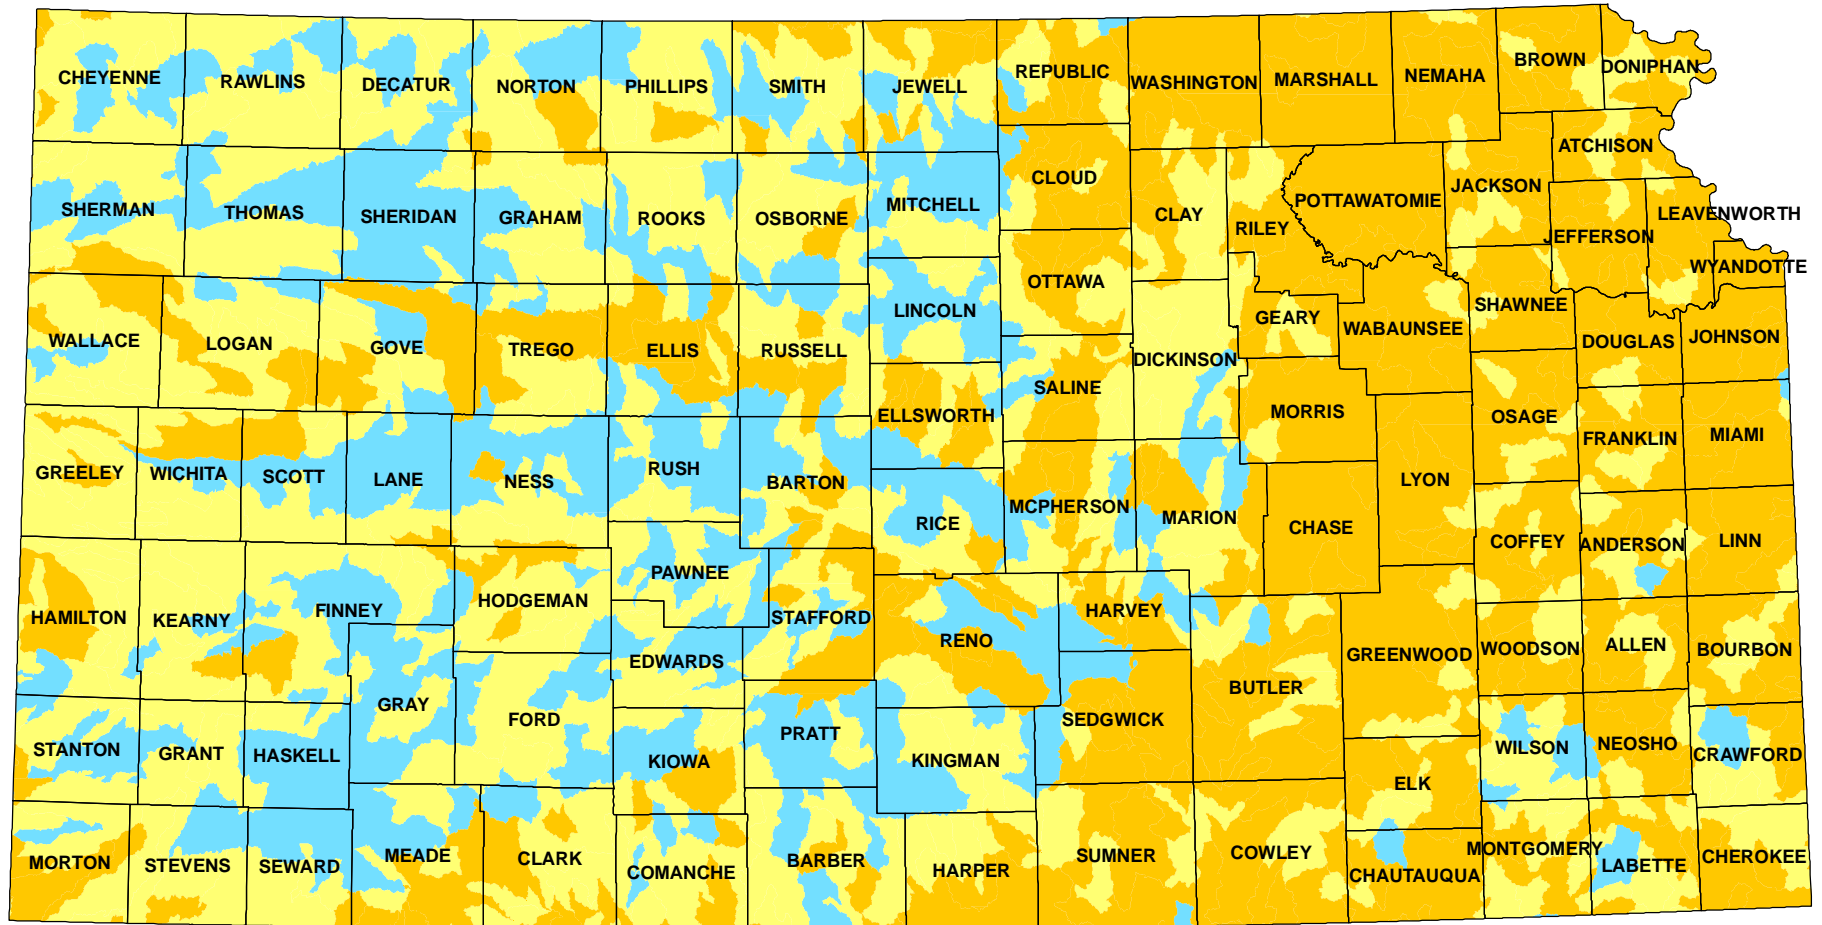 CHEYENNE
RAWLINS
DECATUR
NORTON
PHILLIPS
SMITH
JEWELL
REPUBLIC
WASHINGTON
MARSHALL
NEMAHA
BROWN
DONIPHAN
SHERMAN
THOMAS
SHERIDAN
GRAHAM
ROOKS
OSBORNE
MITCHELL
CLOUD
CLAY
RILEY
POTTAWATOMIE
JACKSON
ATCHISON
JEFFERSON
LEAVENWORTH
WYANDOTTE
WALLACE
LOGAN
GOVE
TREGO
ELLIS
RUSSELL
LINCOLN
OTTAWA
DICKINSON
GEARY
WABAUNSEE
SHAWNEE
DOUGLAS
JOHNSON
GREELEY
WICHITA
SCOTT
LANE
NESS
RUSH
BARTON
ELLSWORTH
SALINE
MORRIS
OSAGE
FRANKLIN
MIAMI
RICE
MCPHERSON
MARION
CHASE
LYON
COFFEY
ANDERSON
LINN
HAMILTON
KEARNY
FINNEY
HODGEMAN
PAWNEE
STAFFORD
EDWARDS
RENO
HARVEY
BUTLER
GREENWOOD
WOODSON
ALLEN
BOURBON
STANTON
GRANT
HASKELL
GRAY
FORD
KIOWA
PRATT
KINGMAN
SEDGWICK
ELK
WILSON
NEOSHO
CRAWFORD
MORTON
STEVENS
SEWARD
MEADE
CLARK
COMANCHE
BARBER
HARPER
SUMNER
COWLEY
CHAUTAUQUA
MONTGOMERY
LABETTE
CHEROKEE